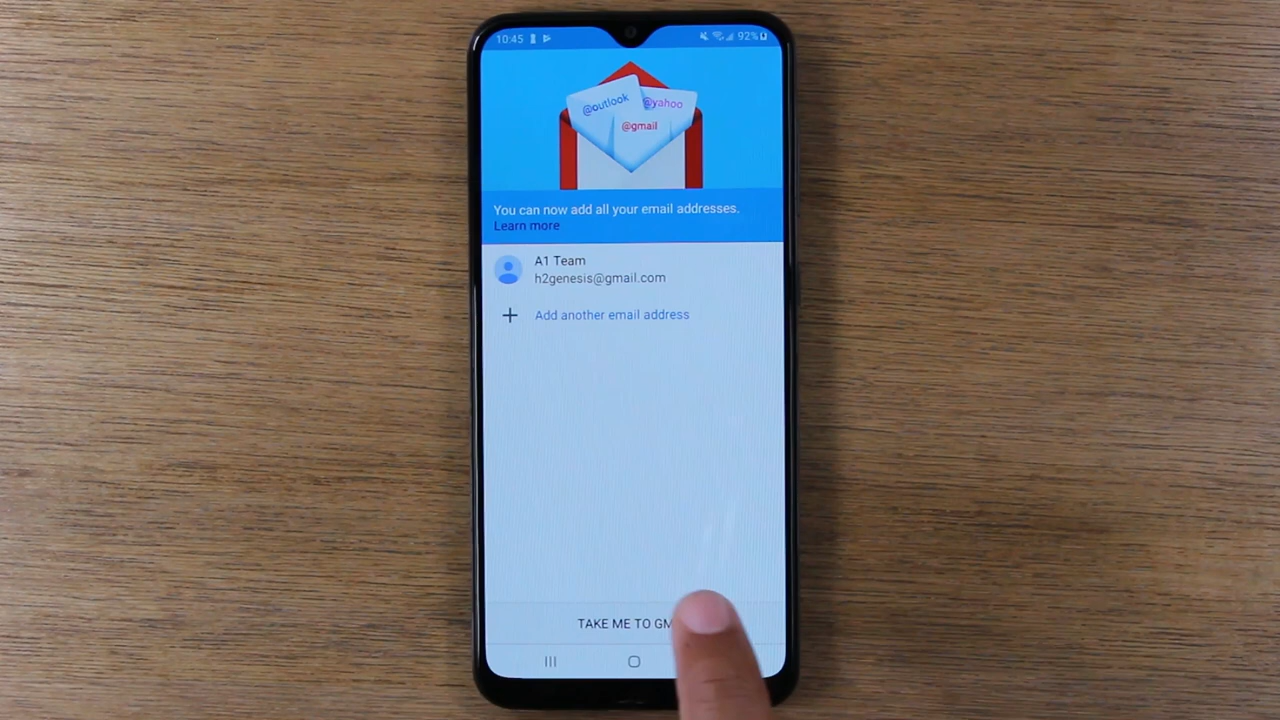 10:45
92%
@outlook
@yahoo
@gmail
You can now add all your email addresses.
Learn more
A1 Team
h2genesis@gmail.com
Add another email address
TAKE ME TO GM